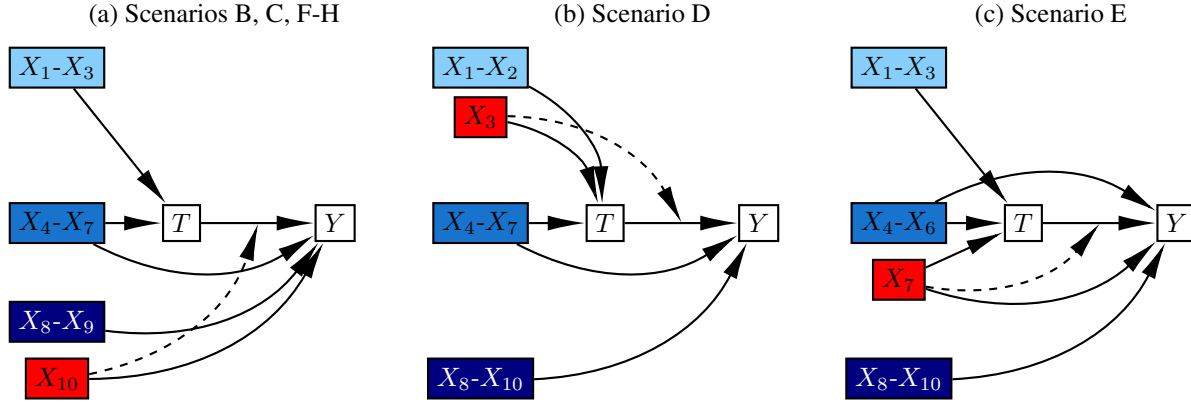 (a) Scenarios B, C, F-H
X₁-X₃
X₄-X₇
T
Y
X₈-X₉
X₁₀
(b) Scenario D
X₁-X₂
X₃
X₄-X₇
T
Y
X₈-X₁₀
(c) Scenario E
X₁-X₃
X₄-X₆
T
Y
X₇
X₈-X₁₀